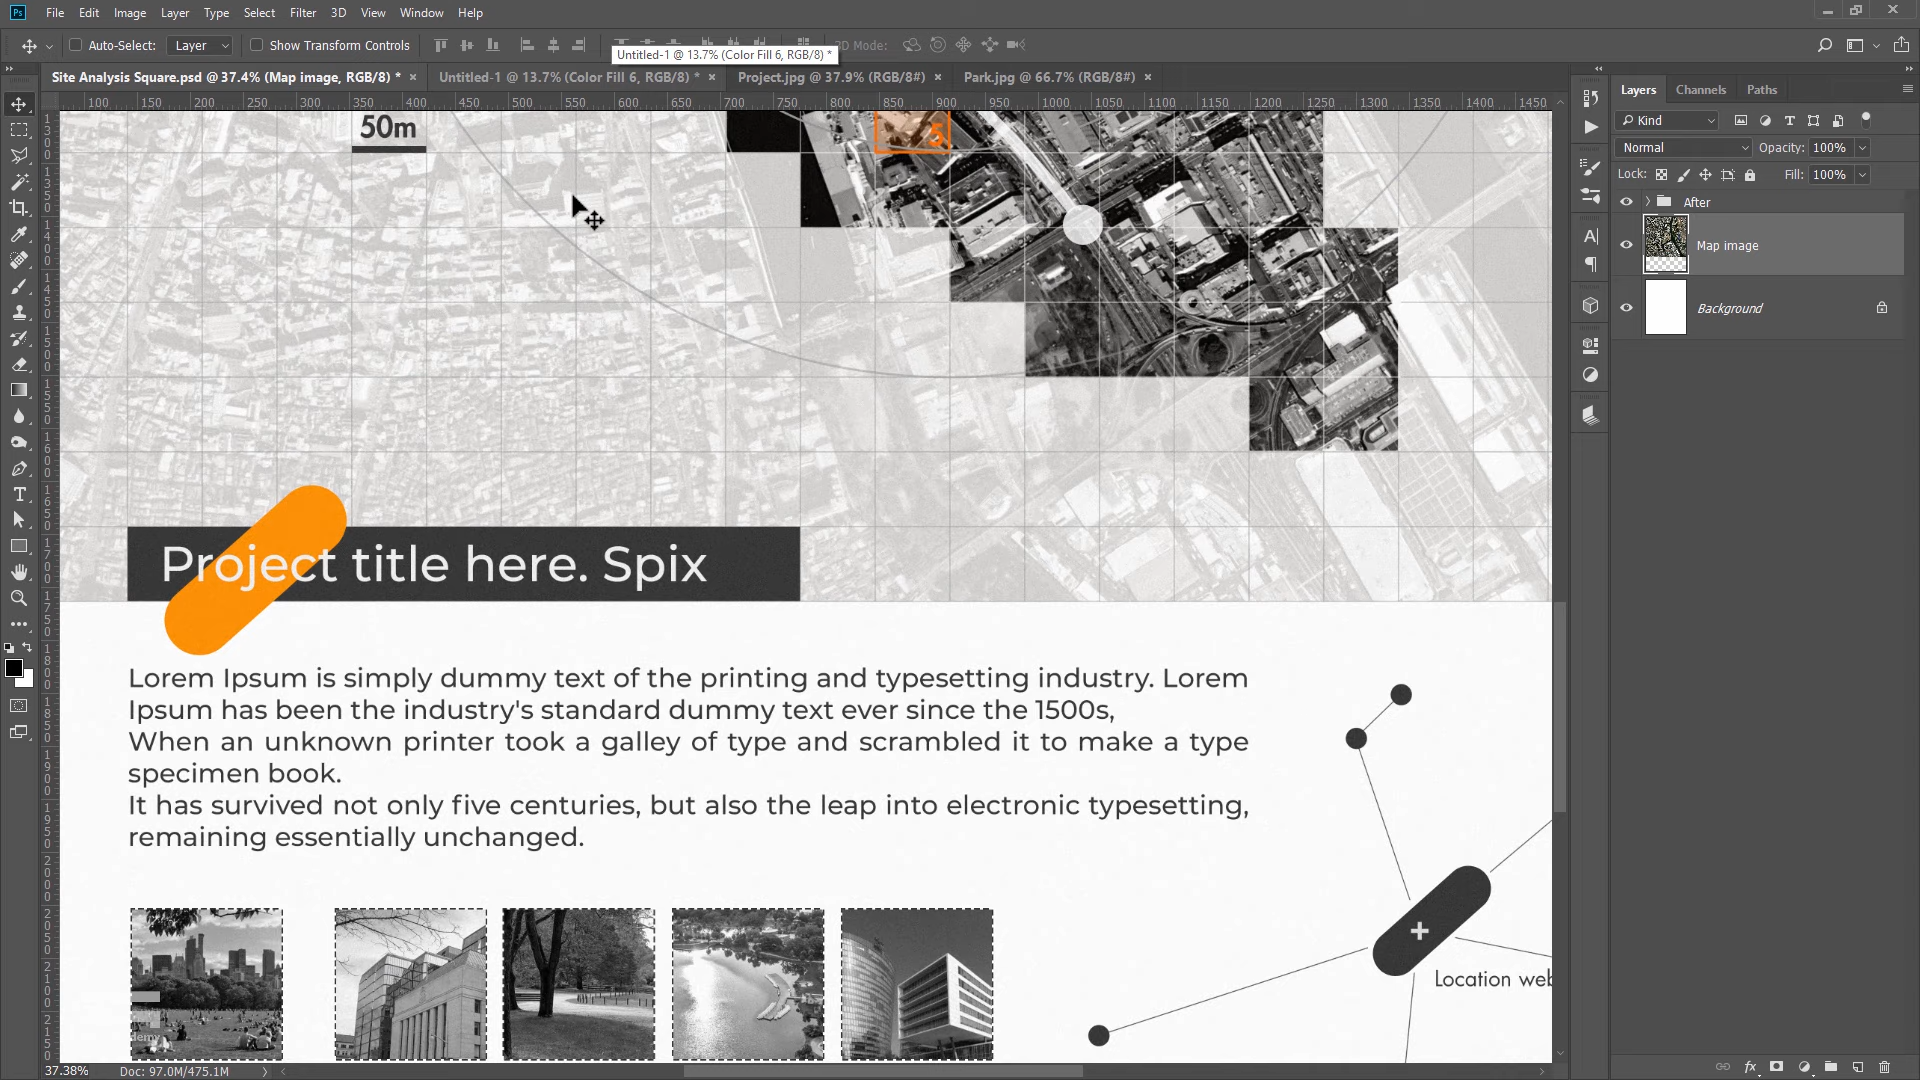 File Edit Image Layer Type Select Filter 3D View Window Help
Auto-Select: Layer Show Transform Controls 3D Mode:
Untitled-1 @ 13.7% (Color Fill 6, RGB/8) *
Site Analysis Square.psd @ 37.4% (Map image, RGB/8) * Untitled-1 @ 13.7% (Color Fill 6, RGB/8) * Project.jpg @ 37.9% (RGB/8#) Park.jpg @ 66.7% (RGB/8#)
100 150 200 250 300 350 400 450 500 550 600 650 700 750 800 850 900 950 1000 1050 1100 1150 1200 1250 1300 1350 1400 1450
50m
5
Project title here. Spix
Lorem Ipsum is simply dummy text of the printing and typesetting industry. Lorem
Ipsum has been the industry's standard dummy text ever since the 1500s,
When an unknown printer took a galley of type and scrambled it to make a type
specimen book.
It has survived not only five centuries, but also the leap into electronic typesetting,
remaining essentially unchanged.
Location web
37.38% Doc: 97.0M/475.1M
Layers Channels Paths
Kind
Normal Opacity: 100%
Lock: Fill: 100%
After
Map image
Background